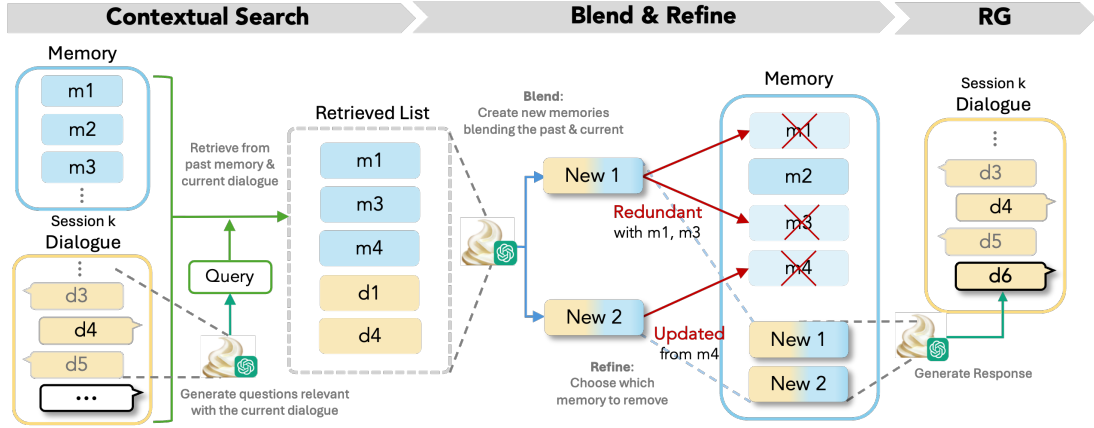 Contextual Search
Blend & Refine
RG
Memory
m1
m2
m3
⋮
Session k
Dialogue
⋮
d3
d4
d5
...
Retrieve from
past memory &
current dialogue
Query
Generate questions relevant
with the current dialogue
Retrieved List
m1
m3
m4
d1
d4
Blend:
Create new memories
blending the past & current
New 1
Redundant
with m1, m3
New 2
Updated
from m4
Refine:
Choose which
memory to remove
Memory
m1
m2
m3
m4
New 1
New 2
Session k
Dialogue
⋮
d3
d4
d5
d6
Generate Response